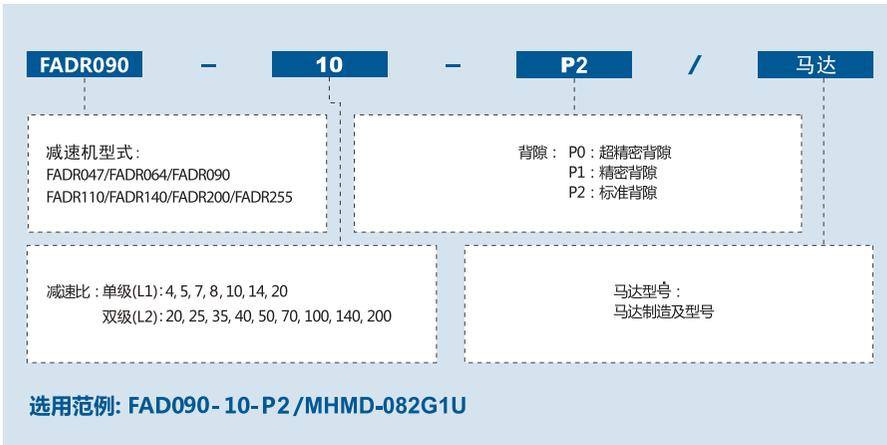 FADR090 - 10 - P2 / 马达
减速机型式:
FADR047/FADR064/FADR090
FADR110/FADR140/FADR200/FADR255
背隙: P0:超精密背隙
P1:精密背隙
P2:标准背隙
减速比:单级(L1):4, 5, 7, 8, 10, 14, 20
双级(L2):20, 25, 35, 40, 50, 70, 100, 140, 200
马达型号:
马达制造及型号
选用范例: FAD090-10-P2/MHMD-082G1U